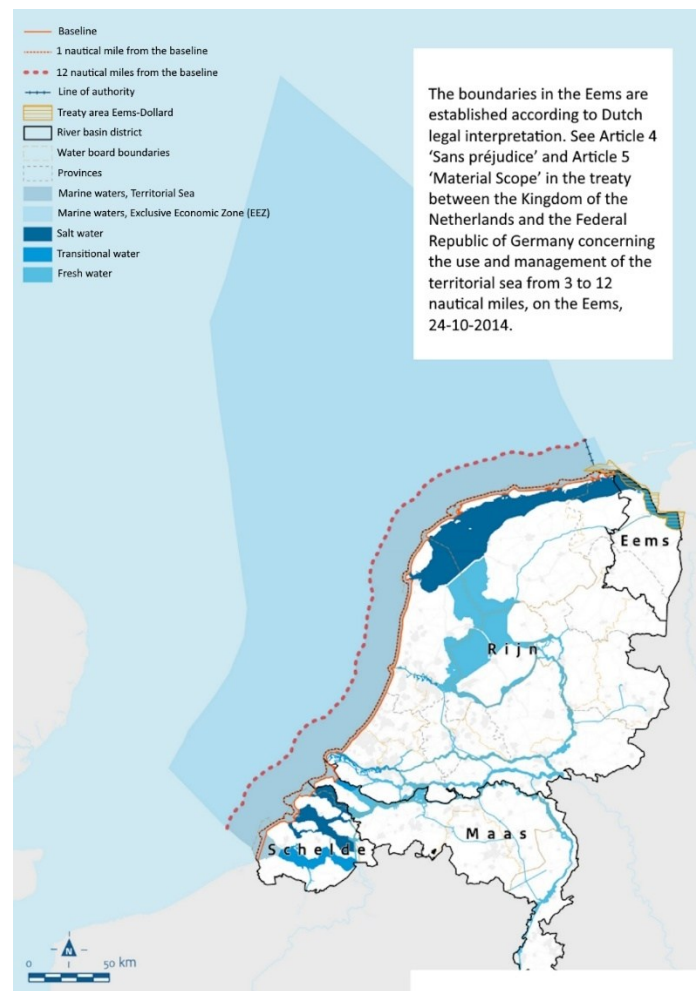 Baseline
1 nautical mile from the baseline
12 nautical miles from the baseline
Line of authority
Treaty area Eems-Dollard
River basin district
Water board boundaries
Provinces
Marine waters, Territorial Sea
Marine waters, Exclusive Economic Zone (EEZ)
Salt water
Transitional water
Fresh water
The boundaries in the Eems are
established according to Dutch
legal interpretation. See Article 4
‘Sans préjudice’ and Article 5
‘Material Scope’ in the treaty
between the Kingdom of the
Netherlands and the Federal
Republic of Germany concerning
the use and management of the
territorial sea from 3 to 12
nautical miles, on the Eems,
24-10-2014.
Eems
Rijn
Maas
Schelde
N
0 50 km